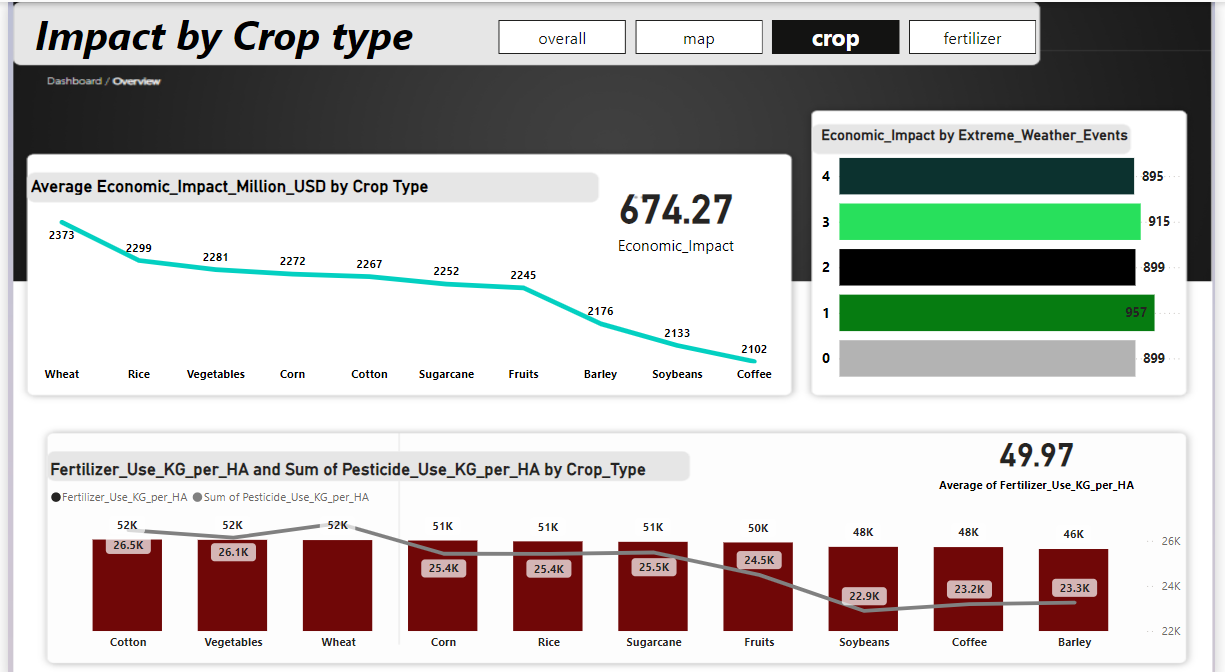 Impact by Crop type
overall
map
crop
fertilizer
Dashboard / Overview
Average Economic_Impact_Million_USD by Crop Type
674.27
Economic_Impact
2373
2299
2281
2272
2267
2252
2245
2176
2133
2102
Wheat
Rice
Vegetables
Corn
Cotton
Sugarcane
Fruits
Barley
Soybeans
Coffee
Economic_Impact by Extreme_Weather_Events
4 895
3 915
2 899
1 957
0 899
Fertilizer_Use_KG_per_HA and Sum of Pesticide_Use_KG_per_HA by Crop_Type
49.97
Average of Fertilizer_Use_KG_per_HA
Fertilizer_Use_KG_per_HA Sum of Pesticide_Use_KG_per_HA
52K 52K 52K 51K 51K 51K 50K 48K 48K 46K
26.5K 26.1K 25.4K 25.4K 25.5K 24.5K 22.9K 23.2K 23.3K
26K
24K
22K
Cotton Vegetables Wheat Corn Rice Sugarcane Fruits Soybeans Coffee Barley